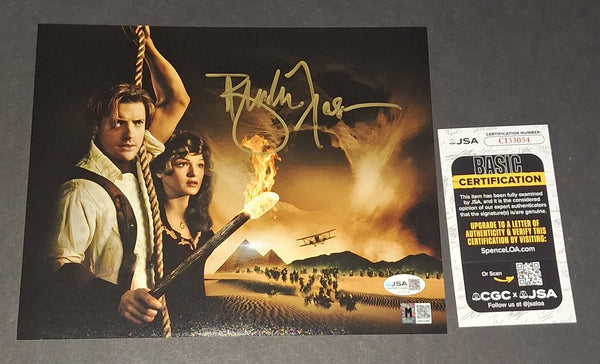 Brendan Fraser
JSA
M
JSA
CERTIFICATION NUMBER:
CI33054
BASIC
CERTIFICATION
This item has been fully examined
by JSA, and it is the considered
opinion of our expert authenticators
that the signature(s) is/are genuine.
UPGRADE TO A LETTER OF
AUTHENTICITY & VERIFY THIS
CERTIFICATION BY VISITING:
SpenceLOA.com
Or Scan
CGC x JSA
Follow us @jsaloa